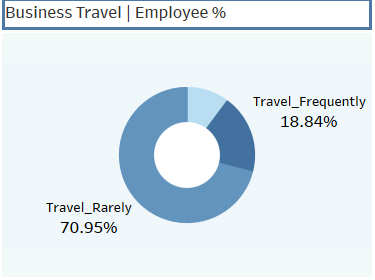 Business Travel | Employee %
Travel_Frequently
18.84%
Travel_Rarely
70.95%